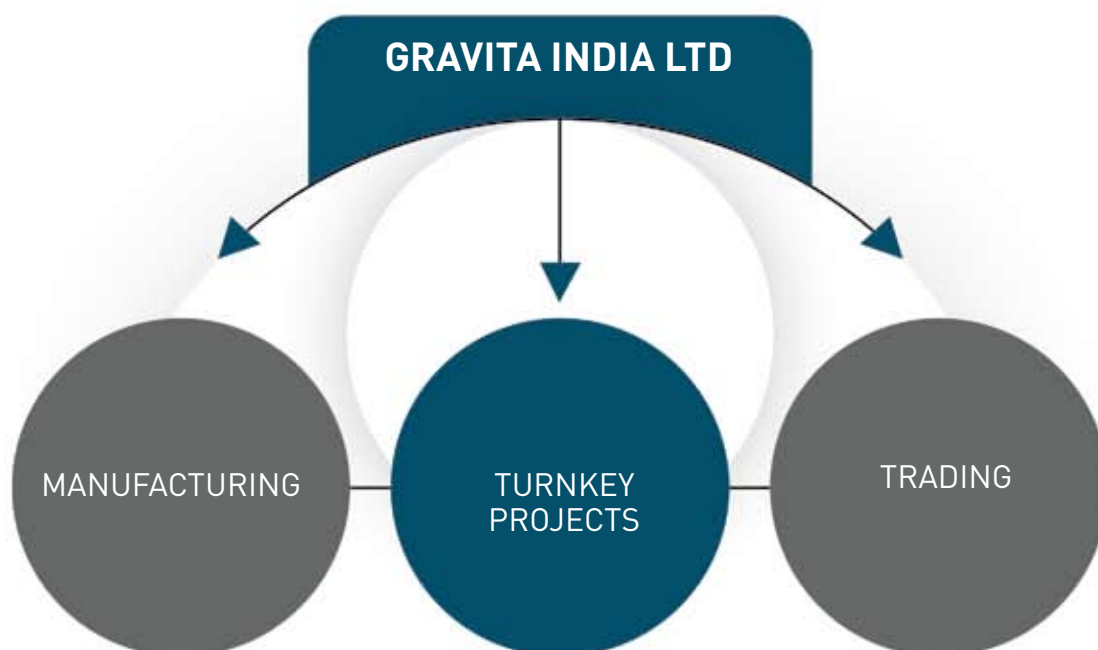 GRAVITA INDIA LTD
MANUFACTURING
TURNKEY
PROJECTS
TRADING